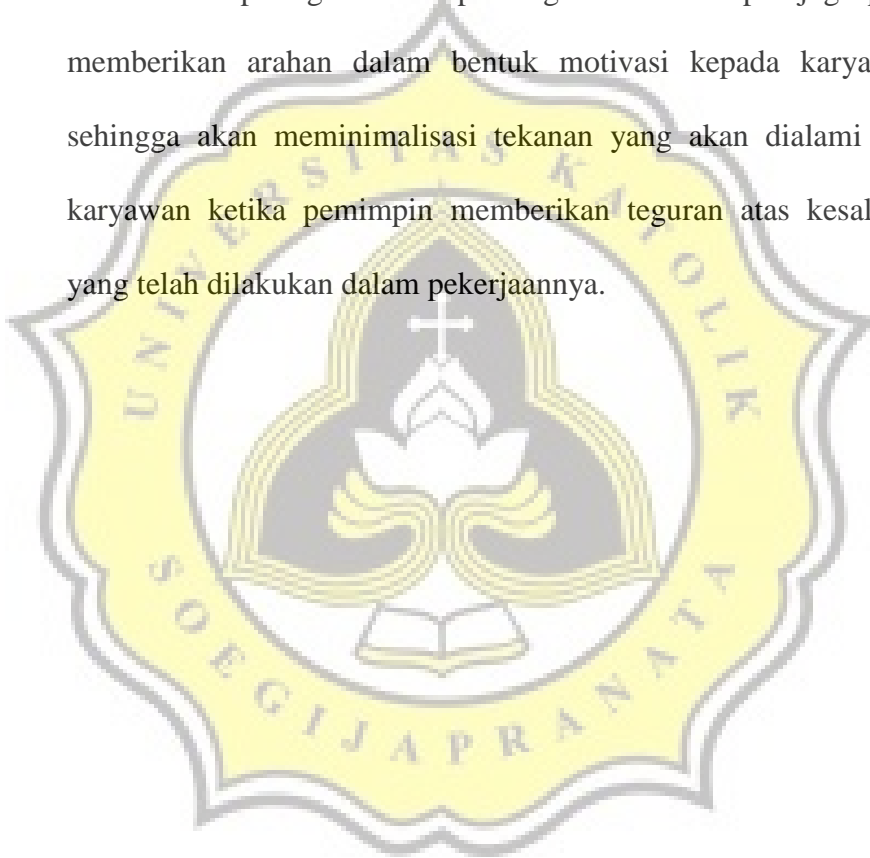 memberikan arahan dalam bentuk motivasi kepada karya
sehingga akan meminimalisasi tekanan yang akan dialami
karyawan ketika pemimpin memberikan teguran atas kesal
yang telah dilakukan dalam pekerjaannya.
UNIVERSITAS KATOLIK
SOEGIJAPRANATA